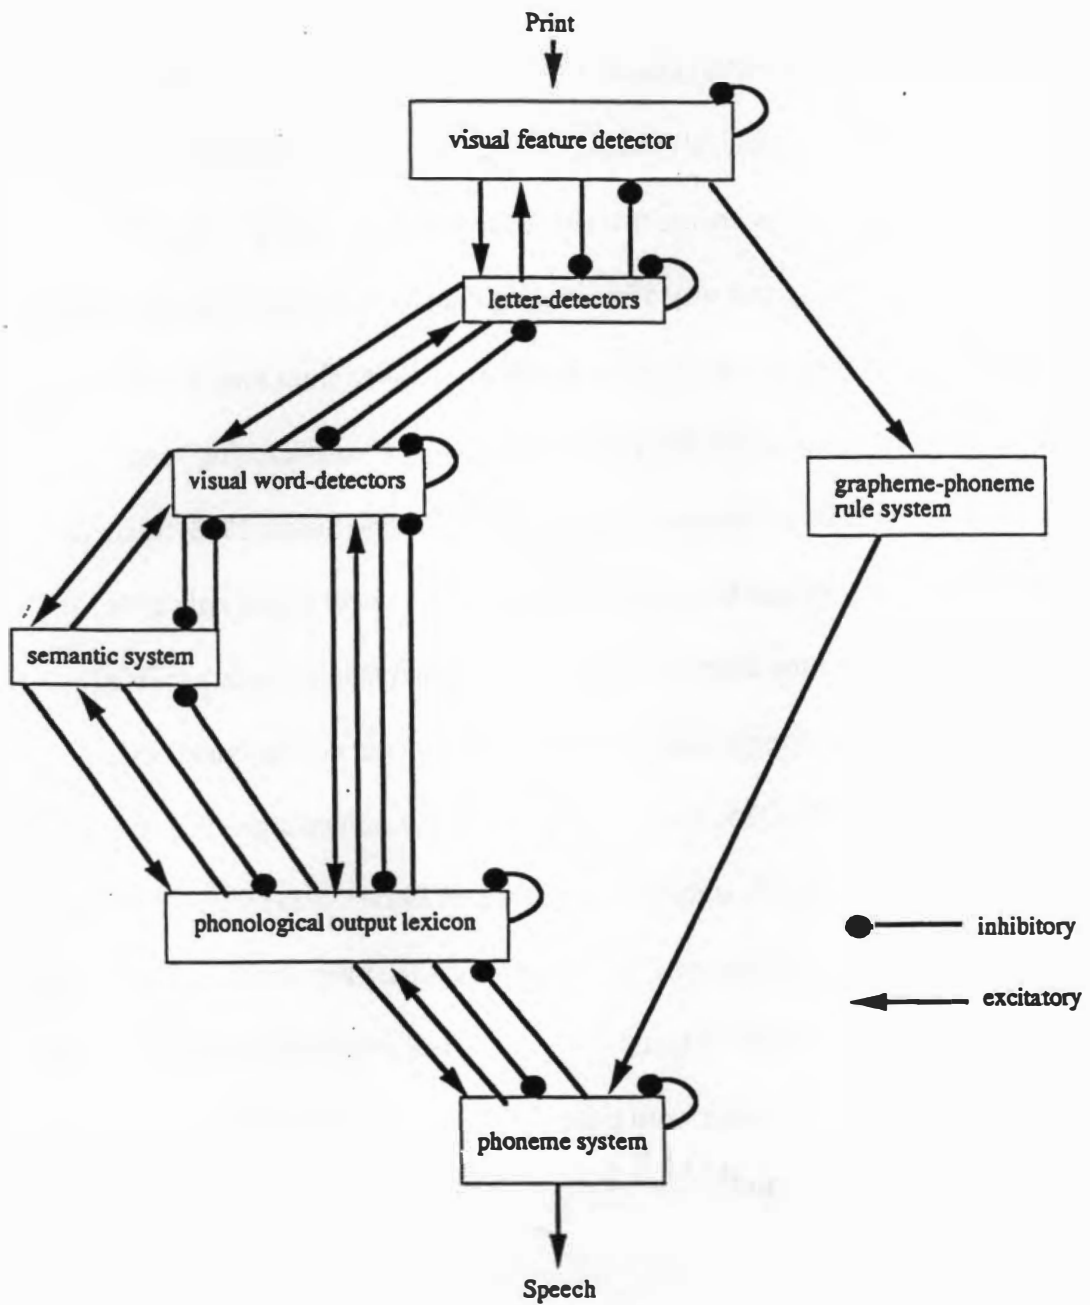 Print
visual feature detector
letter-detectors
visual word-detectors
grapheme-phoneme
rule system
semantic system
phonological output lexicon
inhibitory
excitatory
phoneme system
Speech